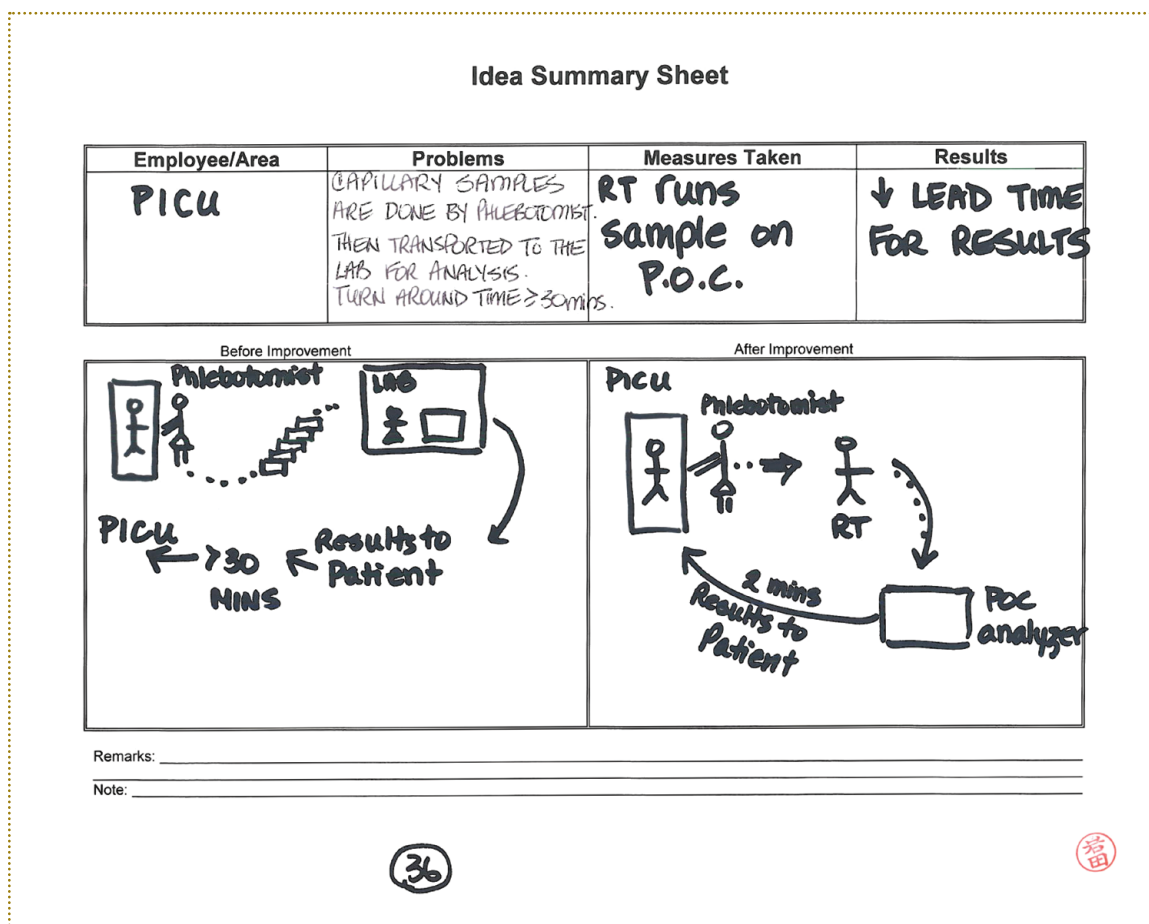 Idea Summary Sheet
Employee/Area
Problems
Measures Taken
Results
PICU
CAPILLARY SAMPLES
ARE DONE BY PHLEBOTOMIST.
THEN TRANSPORTED TO THE
LAB FOR ANALYSIS.
TURN AROUND TIME ≥30mins.
RT runs
sample on
P.O.C.
↓ LEAD TIME
FOR RESULTS
Before Improvement
Phlebotomist
LAB
PICU
>30
MINS
Results to
Patient
After Improvement
PICU
Phlebotomist
RT
POC
analyzer
2 mins
Results to
Patient
Remarks:
Note:
36